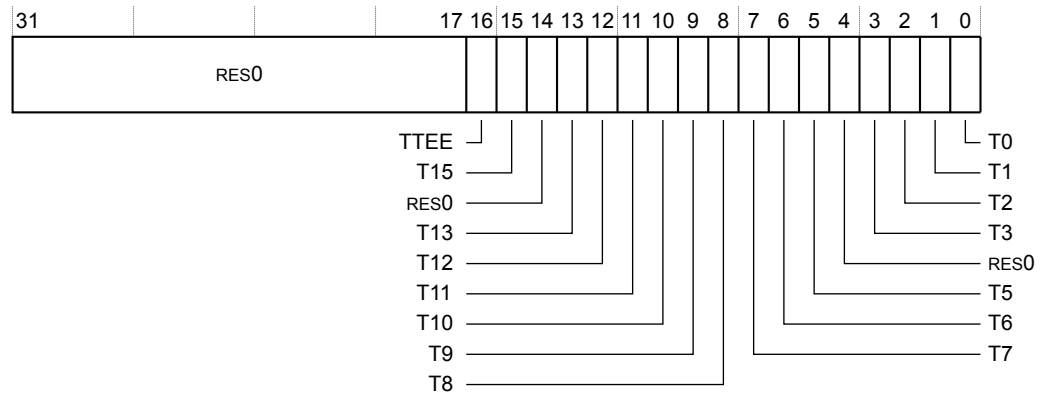 31 17 16 15 14 13 12 11 10 9 8 7 6 5 4 3 2 1 0
RES0
TTEE T0
T15 T1
RES0 T2
T13 T3
T12 RES0
T11 T5
T10 T6
T9 T7
T8